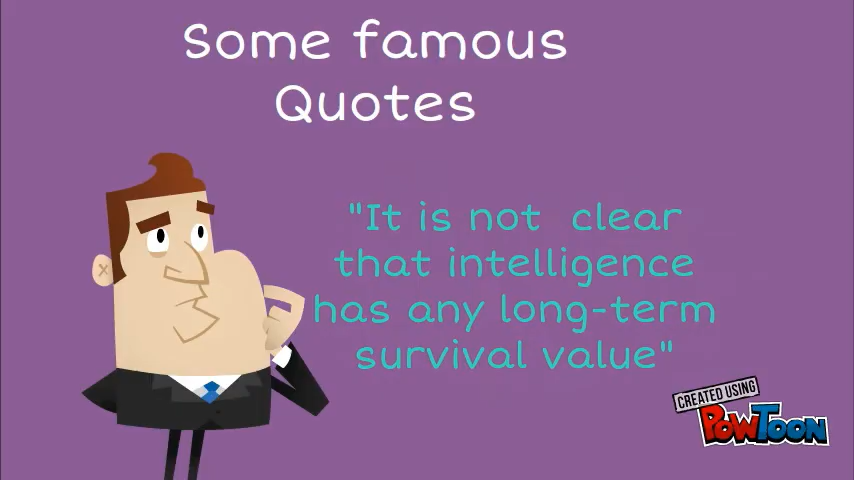 Some famous
Quotes
"It is not clear
that intelligence
has any long-term
survival value"
CREATED USING
POWTOON